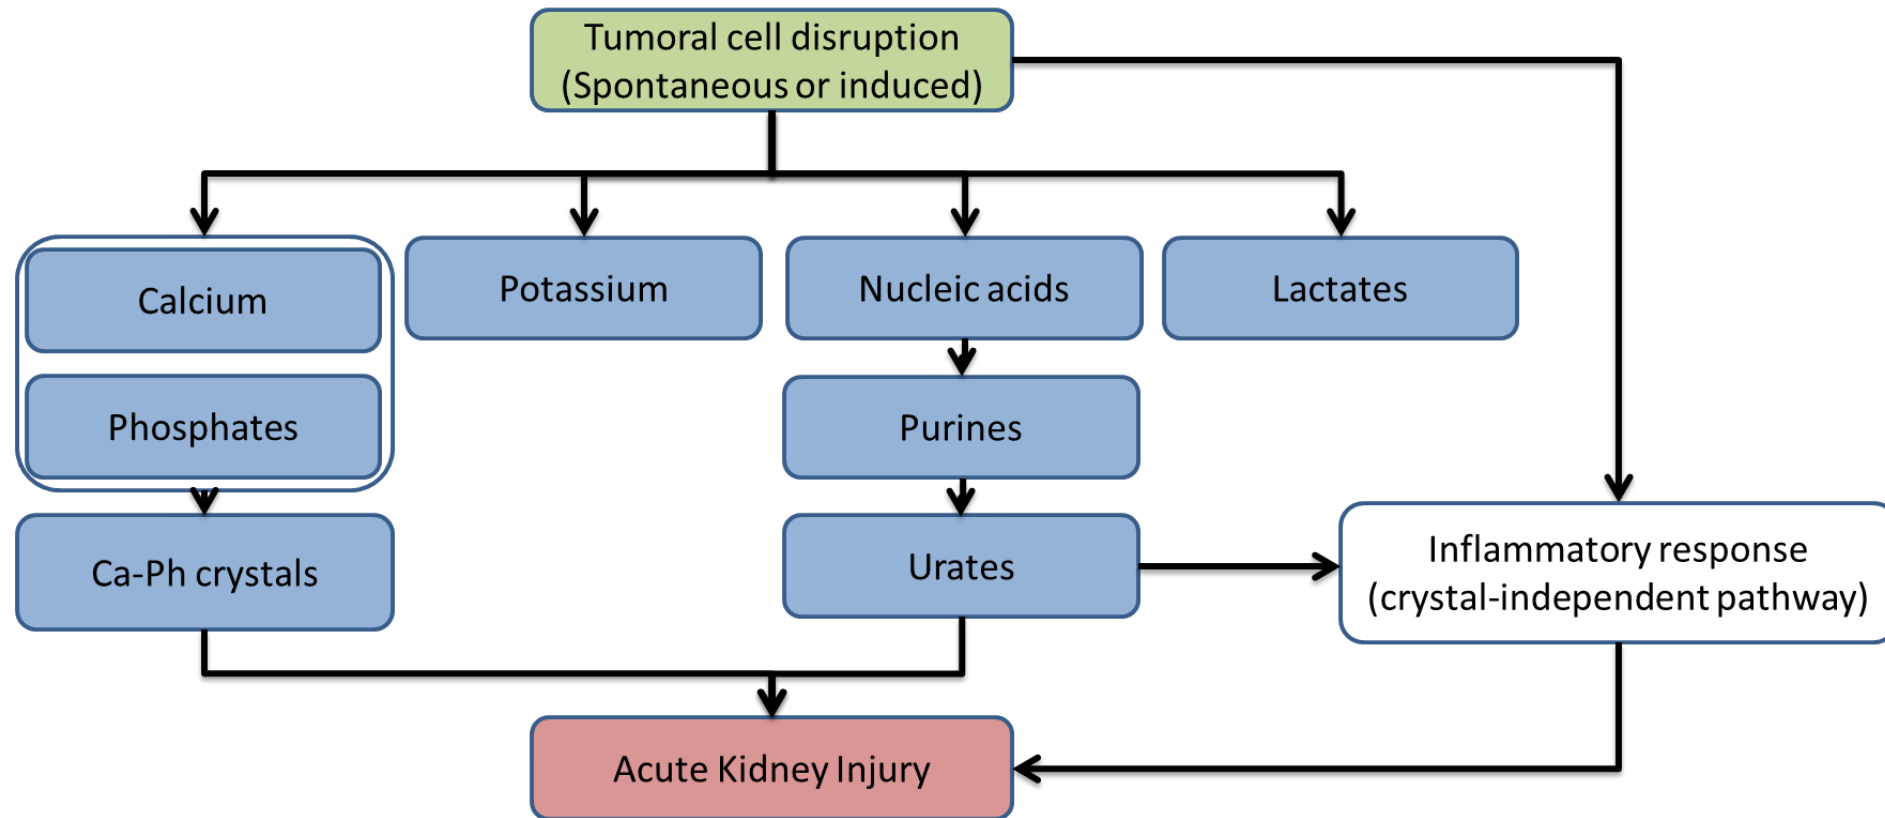 Tumoral cell disruption
(Spontaneous or induced)
Calcium
Potassium
Nucleic acids
Lactates
Phosphates
Purines
Ca-Ph crystals
Urates
Inflammatory response
(crystal-independent pathway)
Acute Kidney Injury